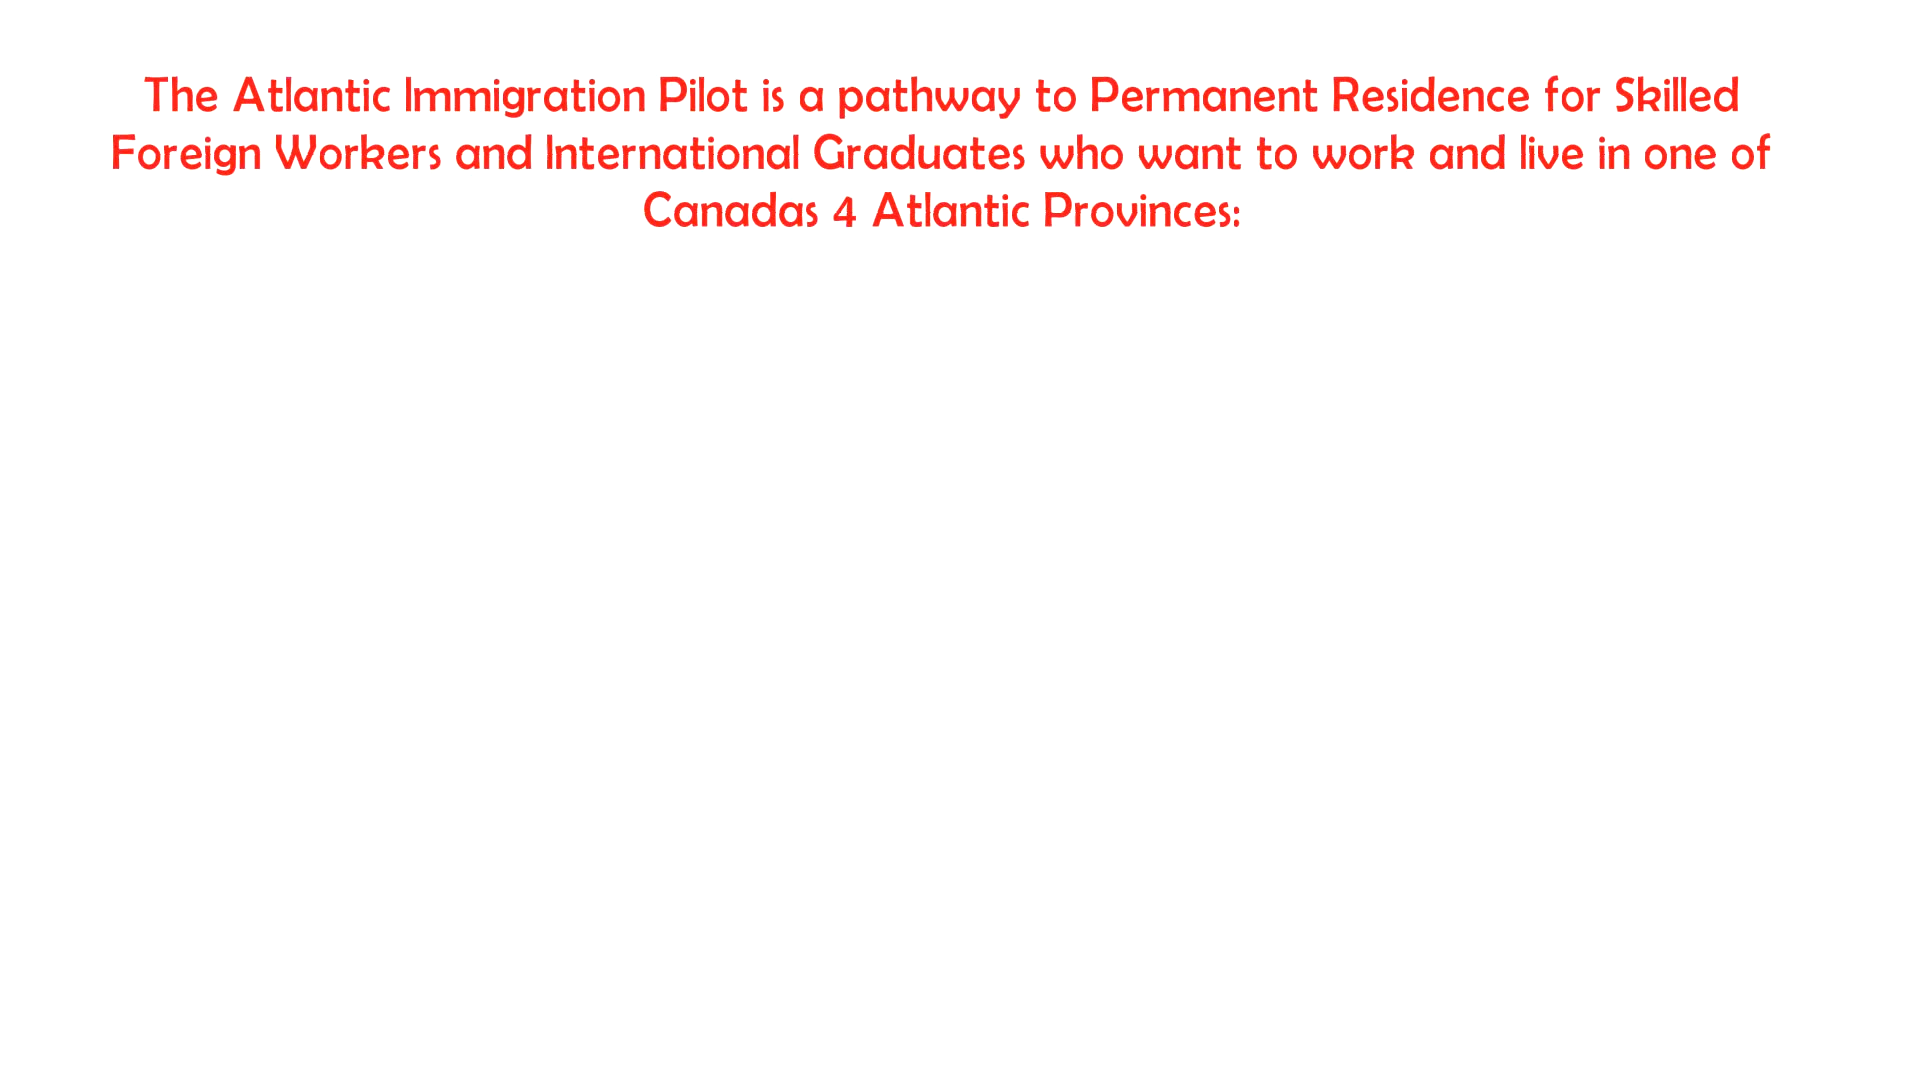 The Atlantic Immigration Pilot is a pathway to Permanent Residence for Skilled
Foreign Workers and International Graduates who want to work and live in one of
Canadas 4 Atlantic Provinces: